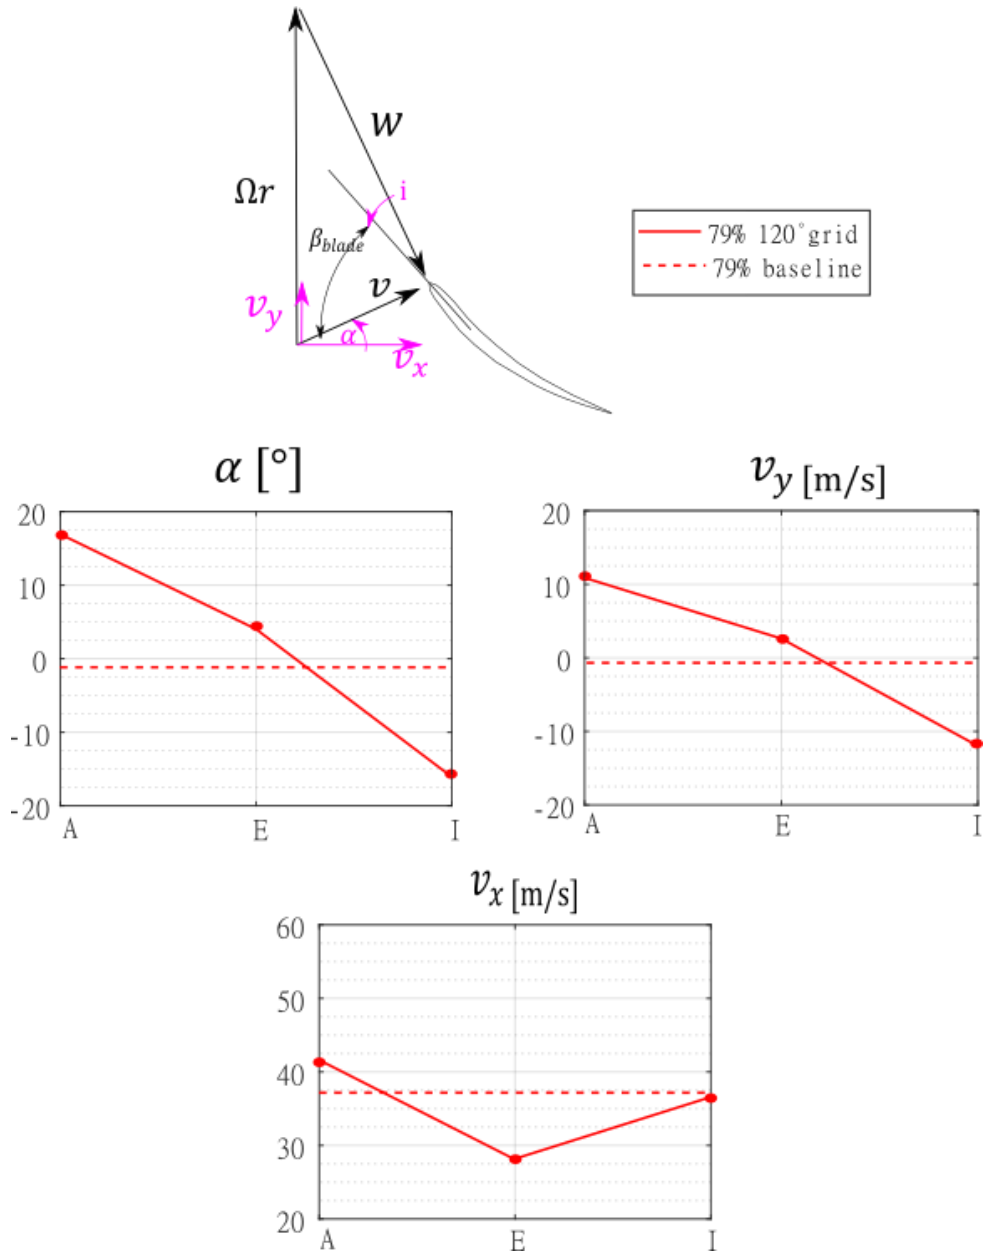 W
Ωr
i
β_blade
v
v_y
α
v_x
79% 120°grid
79% baseline
α [°]
20
10
0
-10
-20
A E I
v_y [m/s]
20
10
0
-10
-20
A E I
v_x [m/s]
60
50
40
30
20
A E I